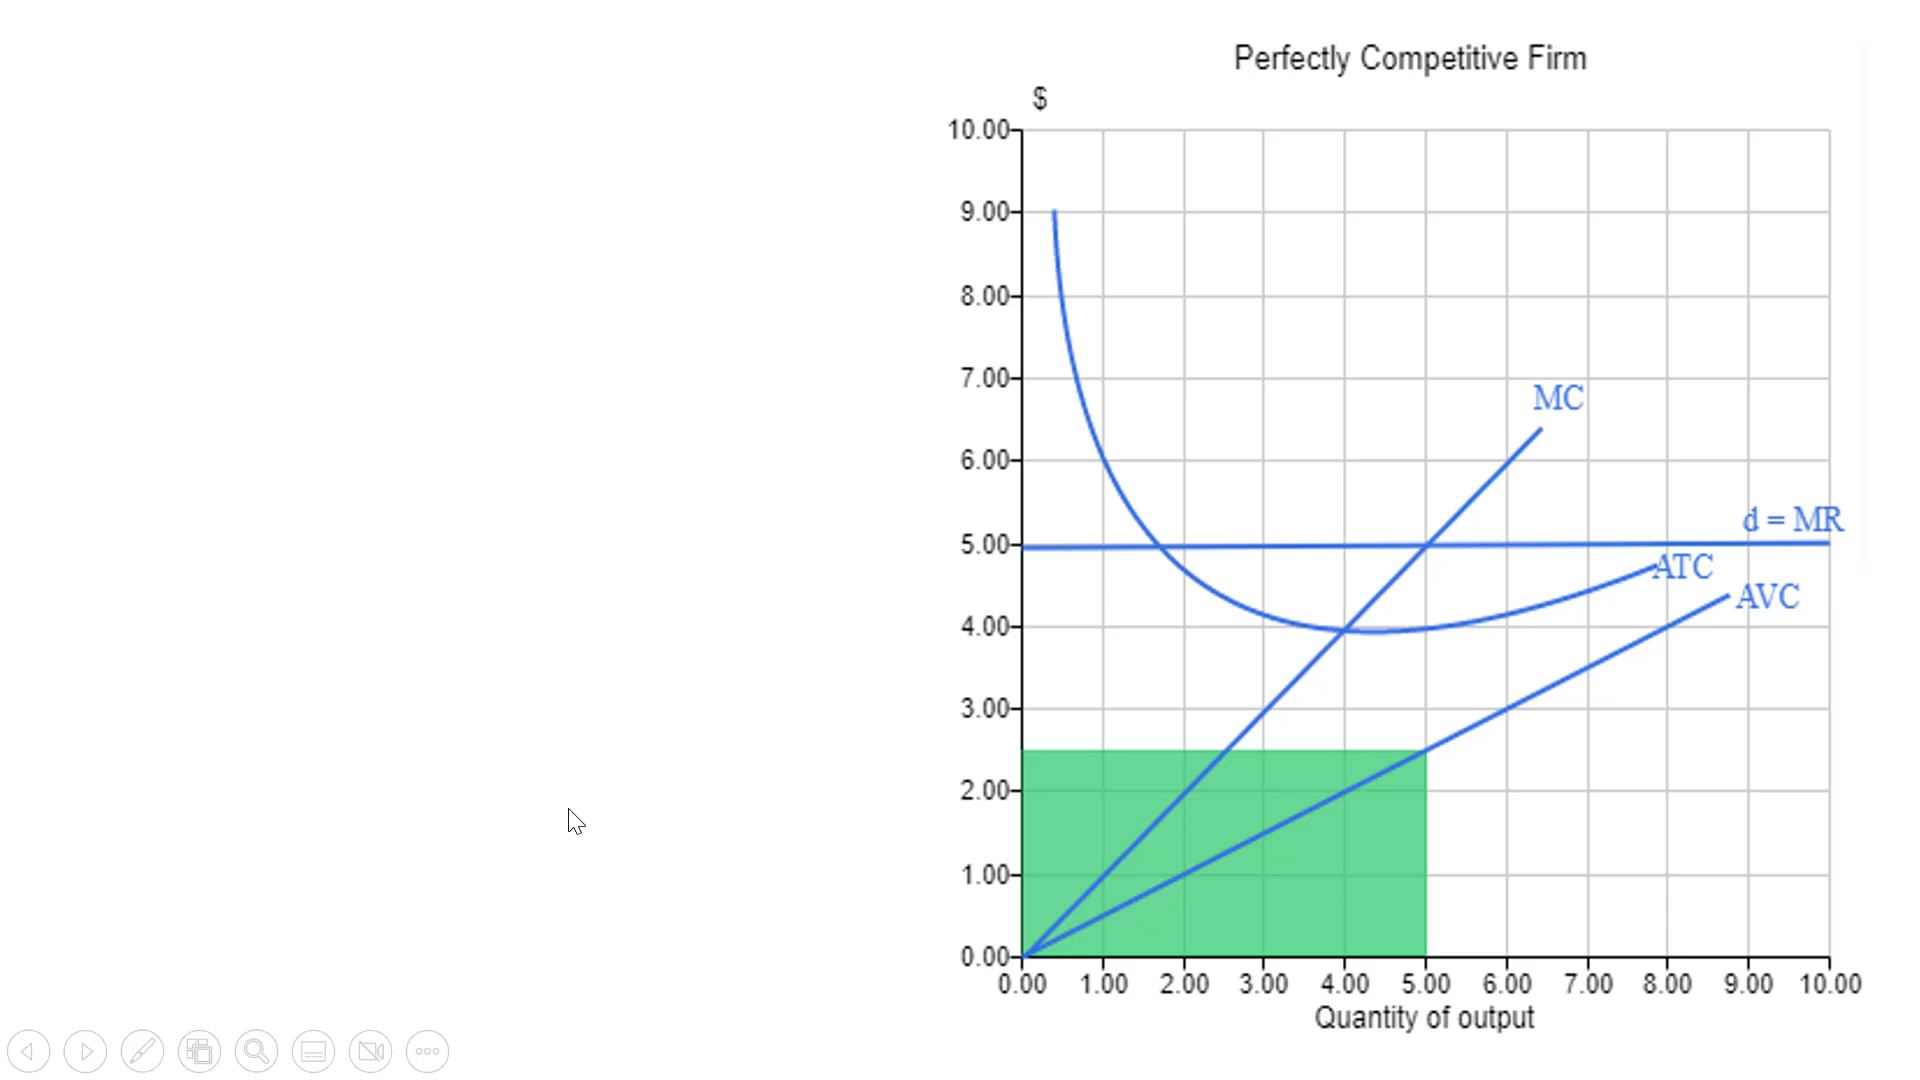 Perfectly Competitive Firm
$
10.00
9.00
8.00
7.00
MC
6.00
d = MR
5.00
ATC
AVC
4.00
3.00
2.00
1.00
0.00
0.00 1.00 2.00 3.00 4.00 5.00 6.00 7.00 8.00 9.00 10.00
Quantity of output